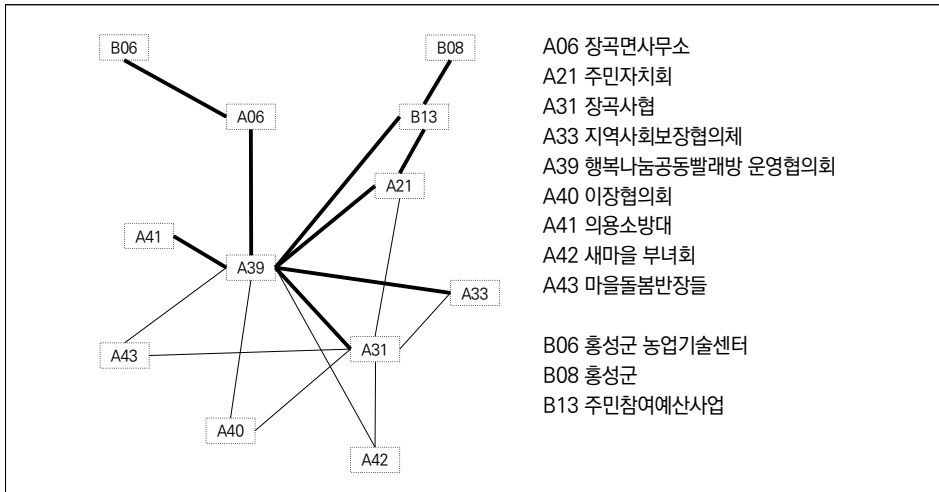 B06
B08
A06
B13
A21
A41
A39
A33
A43
A31
A40
A42
A06 장곡면사무소
A21 주민자치회
A31 장곡사협
A33 지역사회보장협의체
A39 행복나눔공동빨래방 운영협의회
A40 이장협의회
A41 의용소방대
A42 새마을 부녀회
A43 마을돌봄반장들
B06 홍성군 농업기술센터
B08 홍성군
B13 주민참여예산사업